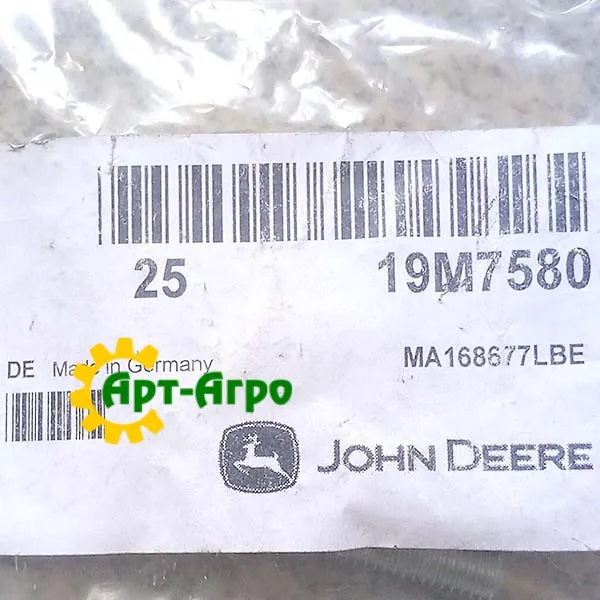 25 19M7580
DE Made in Germany MA168677LBE
Арт-Агро
JOHN DEERE